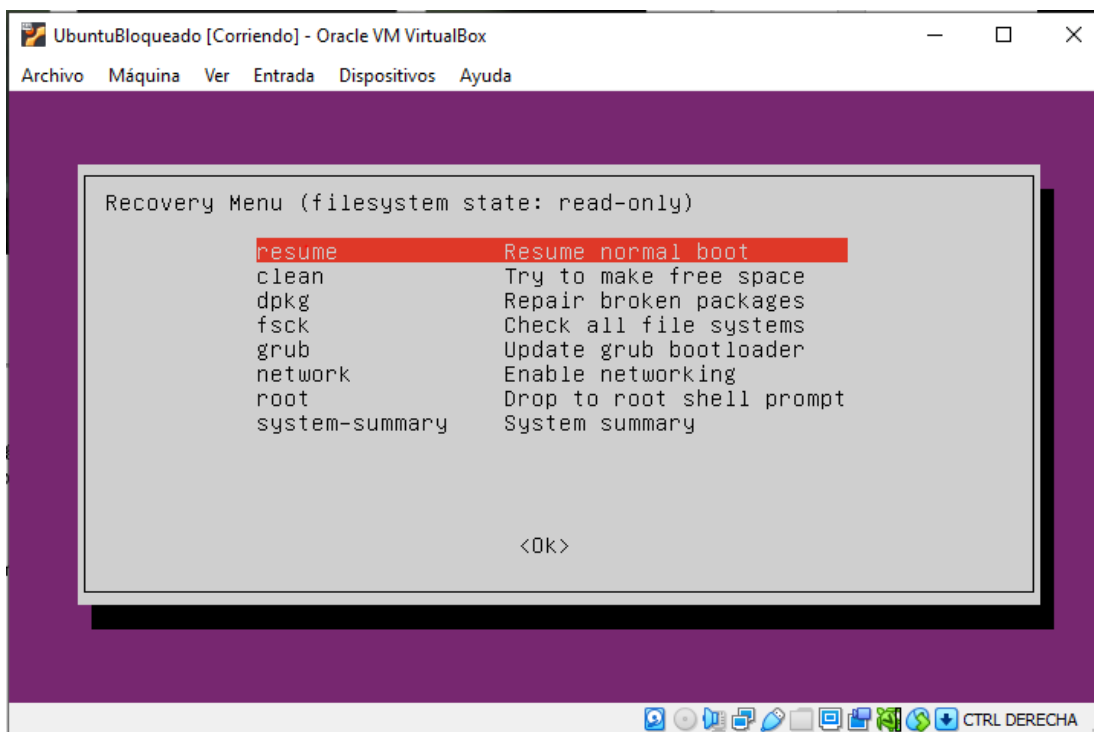 UbuntuBloqueado [Corriendo] - Oracle VM VirtualBox
Archivo Máquina Ver Entrada Dispositivos Ayuda
Recovery Menu (filesystem state: read-only)
resume Resume normal boot
clean Try to make free space
dpkg Repair broken packages
fsck Check all file systems
grub Update grub bootloader
network Enable networking
root Drop to root shell prompt
system-summary System summary
<Ok>
CTRL DERECHA